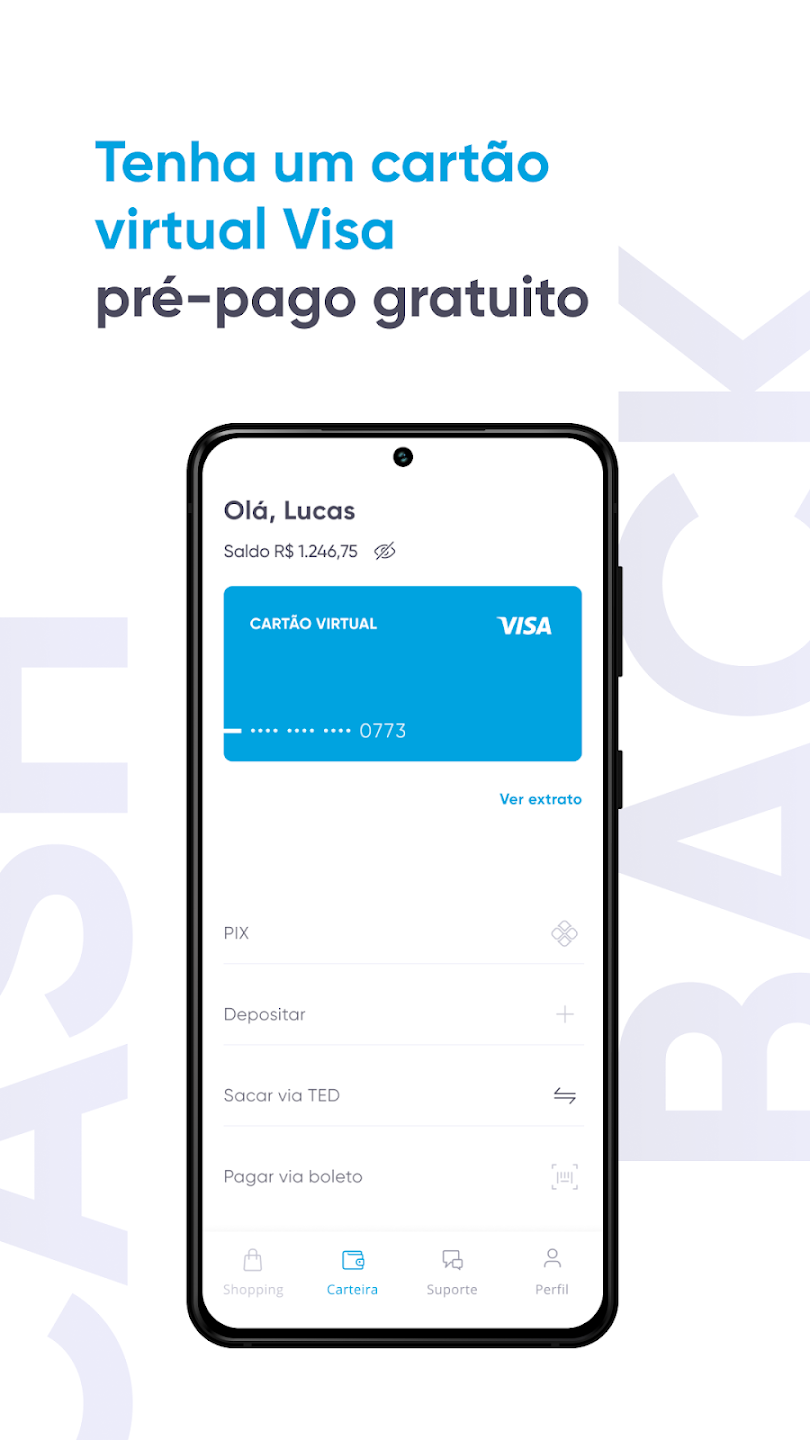 Tenha um cartão
virtual Visa
pré-pago gratuito
CASH
BACK
Olá, Lucas
Saldo R$ 1.246,75
CARTÃO VIRTUAL
VISA
•••• •••• •••• 0773
Ver extrato
PIX
Depositar
Sacar via TED
Pagar via boleto
Shopping
Carteira
Suporte
Perfil